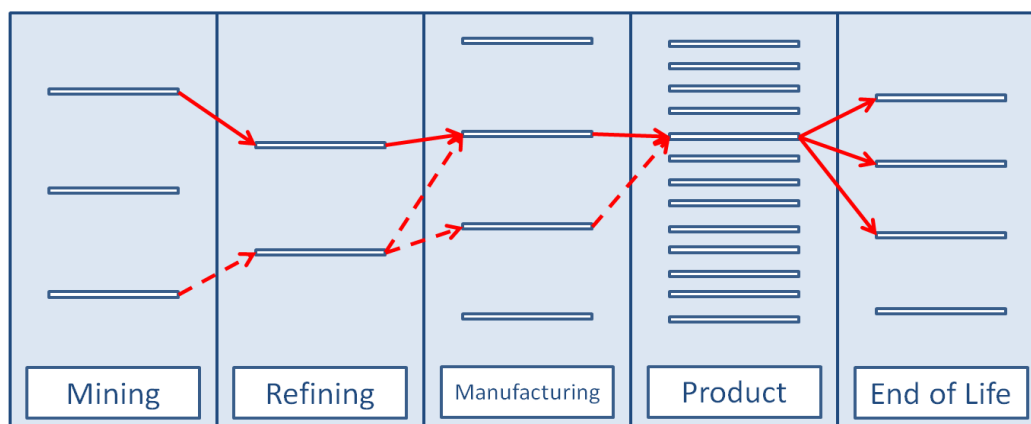 Mining
Refining
Manufacturing
Product
End of Life